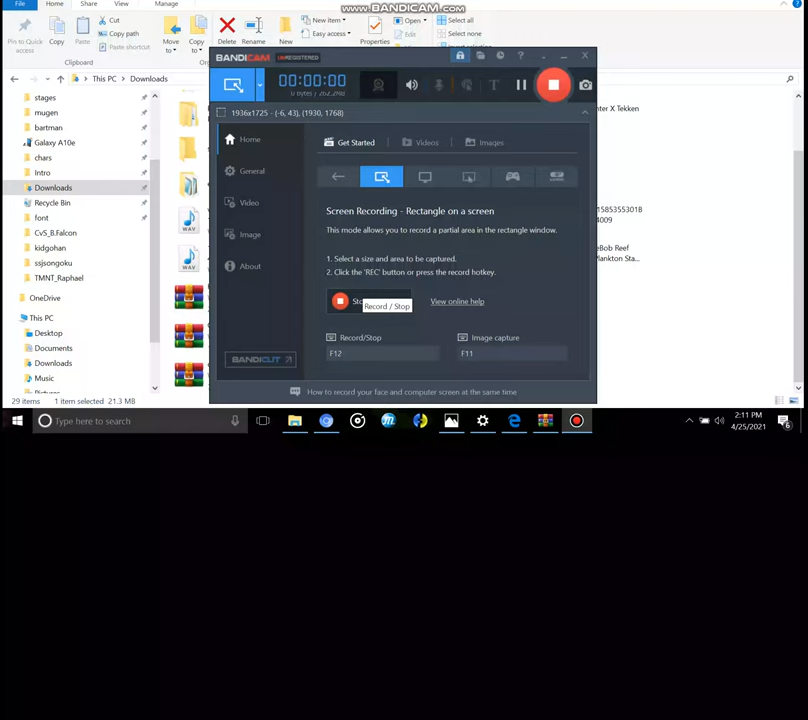 www.BANDICAM.com
File Home Share View Manage
Pin to Quick access
Copy
Paste
Cut
Copy path
Paste shortcut
Clipboard
Move to
Copy to
Delete
Rename
New
New item
Easy access
Properties
Open
Edit
Select all
Select none
This PC Downloads
stages
mugen
bartman
Galaxy A10e
chars
Intro
Downloads
Recycle Bin
font
CvS_B.Falcon
kidgohan
ssjsongoku
TMNT_Raphael
OneDrive
This PC
Desktop
Documents
Downloads
Music
Pictures
29 items 1 item selected 21.3 MB
BANDICAM UNREGISTERED
00:00:00
0 bytes / 262.2MB
1936x1725 - (-6, 43), (1930, 1768)
Home
General
Video
Image
About
BANDICUT
Get Started Videos Images
Screen Recording - Rectangle on a screen
This mode allows you to record a partial area in the rectangle window.
1. Select a size and area to be captured.
2. Click the 'REC' button or press the record hotkey.
Record / Stop
View online help
Record/Stop Image capture
F12 F11
How to record your face and computer screen at the same time
nter X Tekken
1585355301B
4009
eBob Reef
Plankton Sta...
Type here to search
2:11 PM
4/25/2021
6